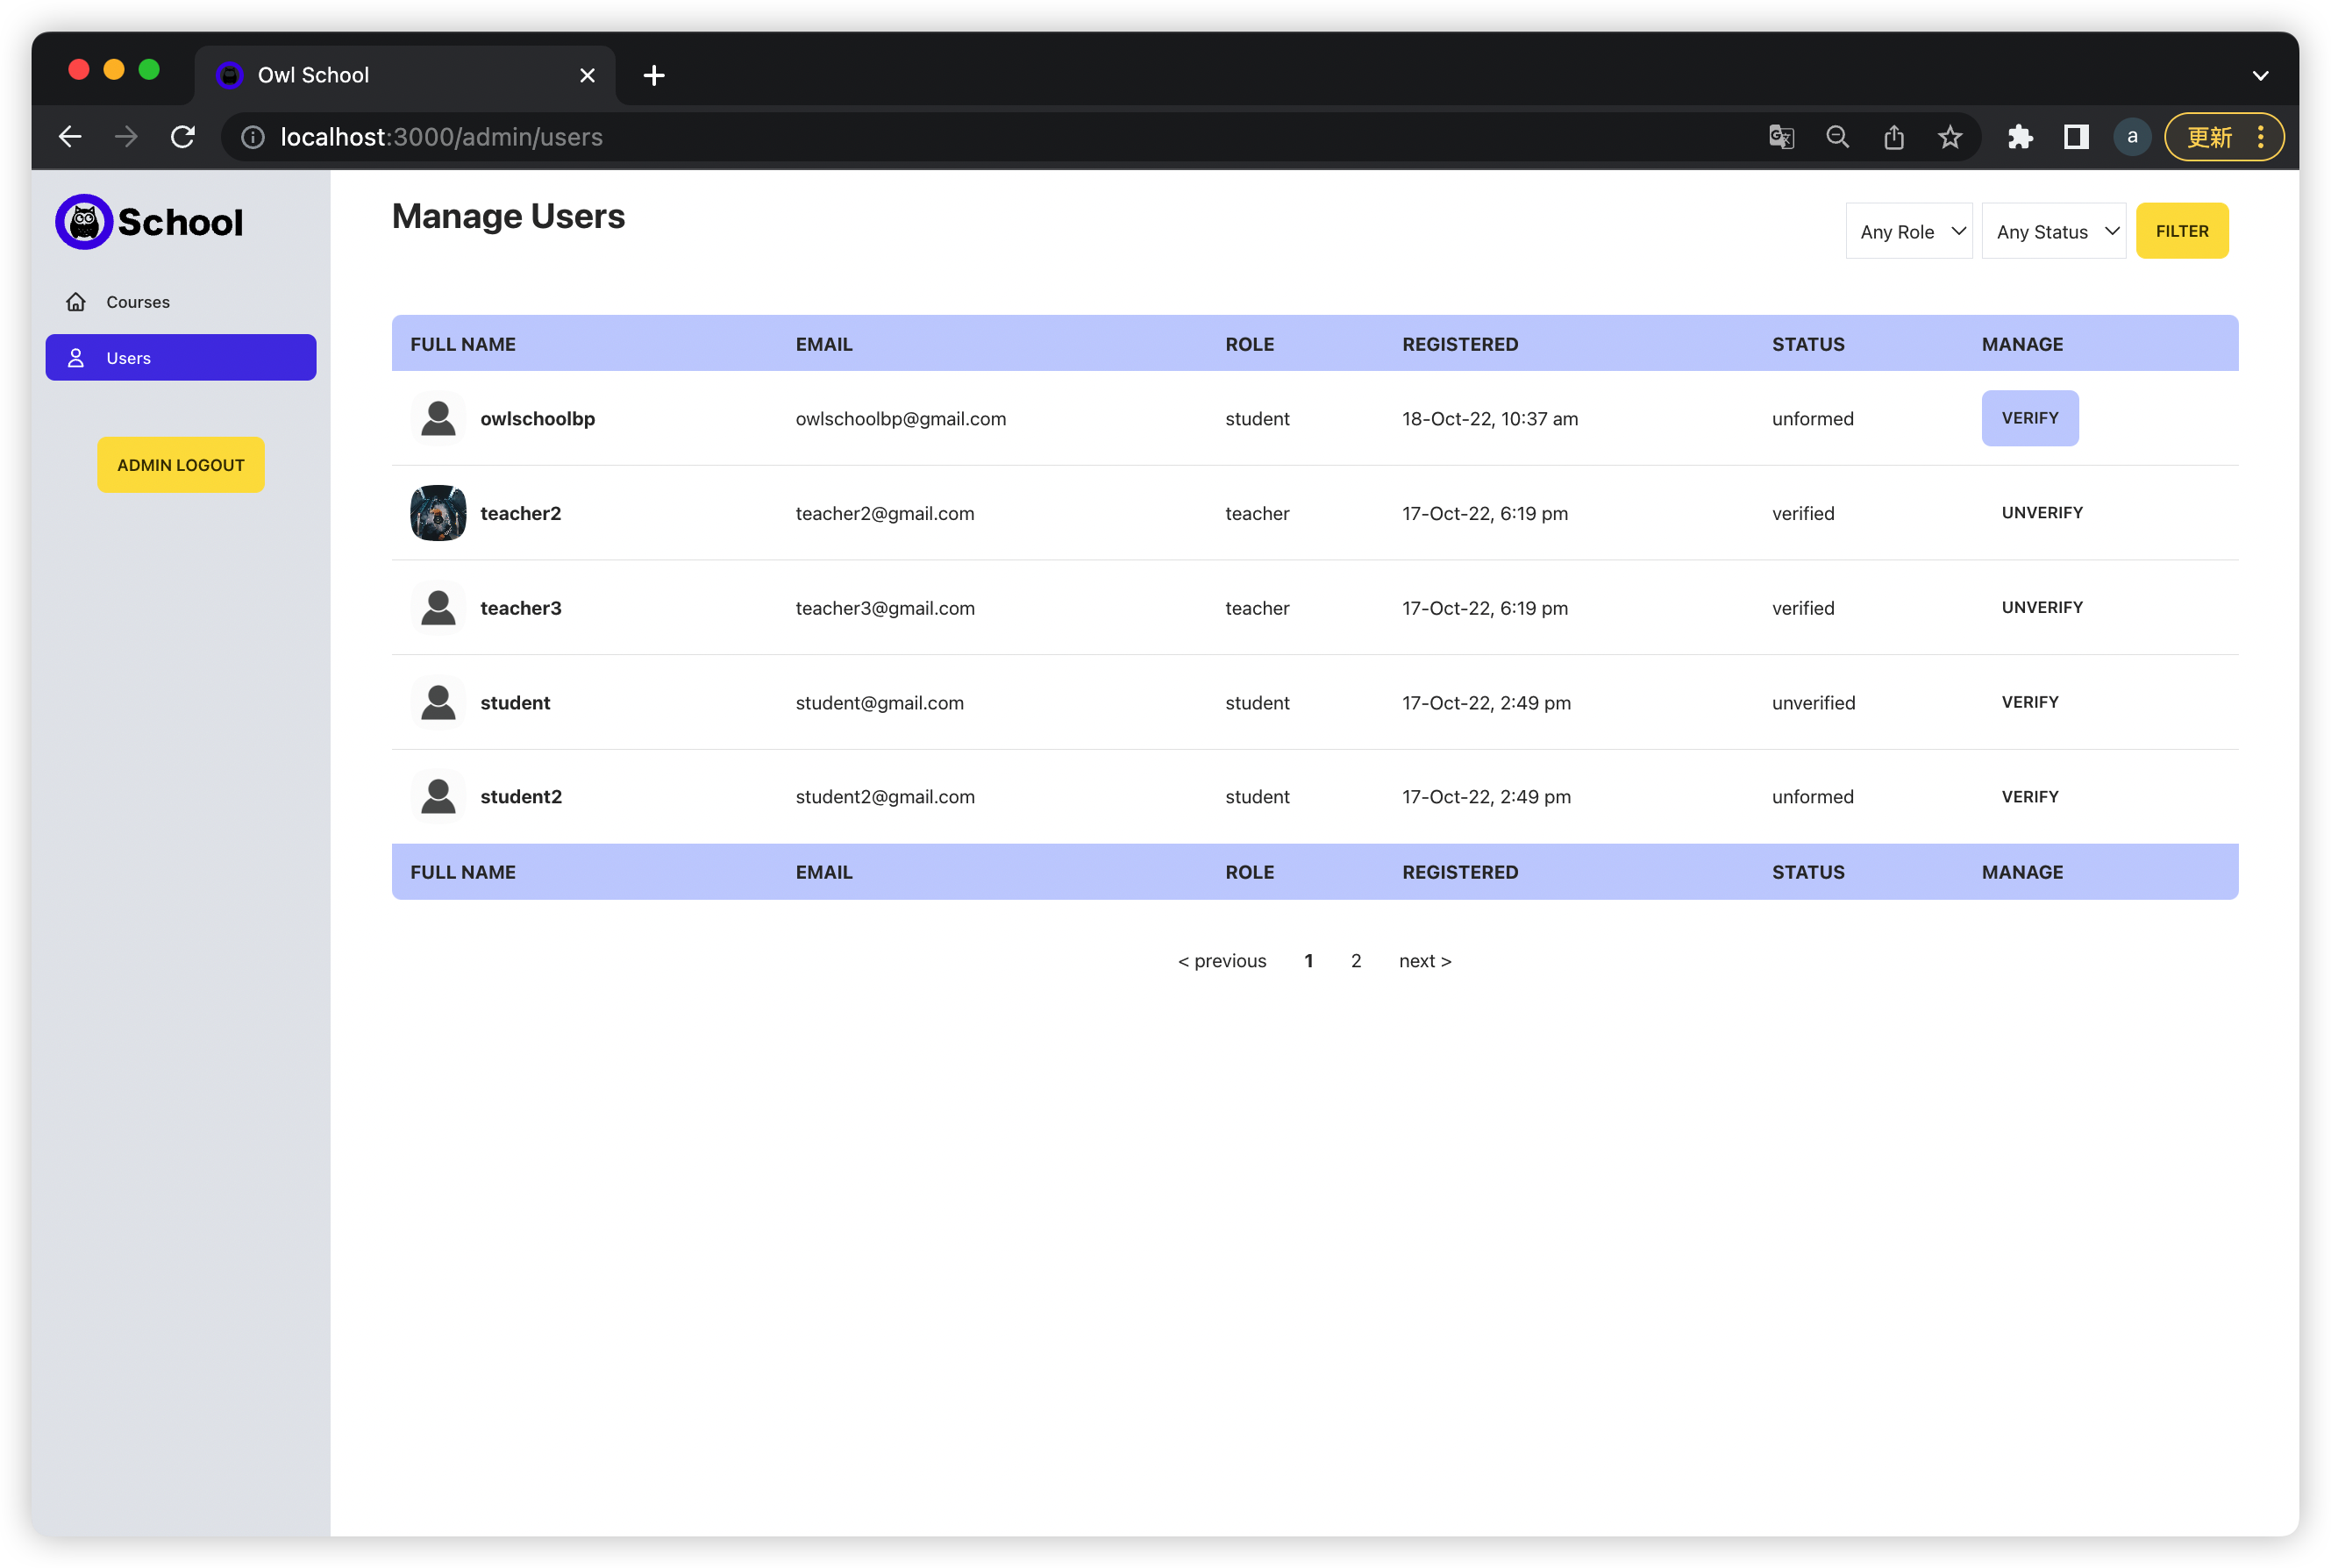 Owl School
localhost:3000/admin/users
a
更新
School
Courses
Users
ADMIN LOGOUT
Manage Users
Any Role
Any Status
FILTER
FULL NAME EMAIL ROLE REGISTERED STATUS MANAGE
owlschoolbp owlschoolbp@gmail.com student 18-Oct-22, 10:37 am unformed VERIFY
teacher2 teacher2@gmail.com teacher 17-Oct-22, 6:19 pm verified UNVERIFY
teacher3 teacher3@gmail.com teacher 17-Oct-22, 6:19 pm verified UNVERIFY
student student@gmail.com student 17-Oct-22, 2:49 pm unverified VERIFY
student2 student2@gmail.com student 17-Oct-22, 2:49 pm unformed VERIFY
FULL NAME EMAIL ROLE REGISTERED STATUS MANAGE
< previous 1 2 next >